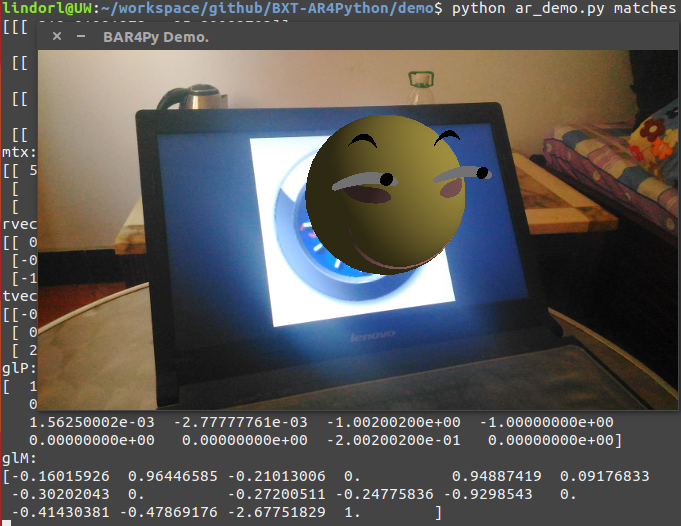 lindorl@UW:~/workspace/github/BXT-AR4Python/demo$ python ar_demo.py matches
[[[
BAR4Py Demo.
[[
[[
[[
mtx:
[[ 5
[
[
rvec
[[ 0
[-0
[-1
tvec
[[-0
[ 0
[ 2
glP:
[ 1
0
lenovo
1.56250002e-03 -2.77777761e-03 -1.00200200e+00 -1.00000000e+00
0.00000000e+00 0.00000000e+00 -2.00200200e-01 0.00000000e+00]
glM:
[-0.16015926 0.96446585 -0.21013006 0. 0.94887419 0.09176833
-0.30202043 0. -0.27200511 -0.24775836 -0.9298543 0.
-0.41430381 -0.47869176 -2.67751829 1. ]